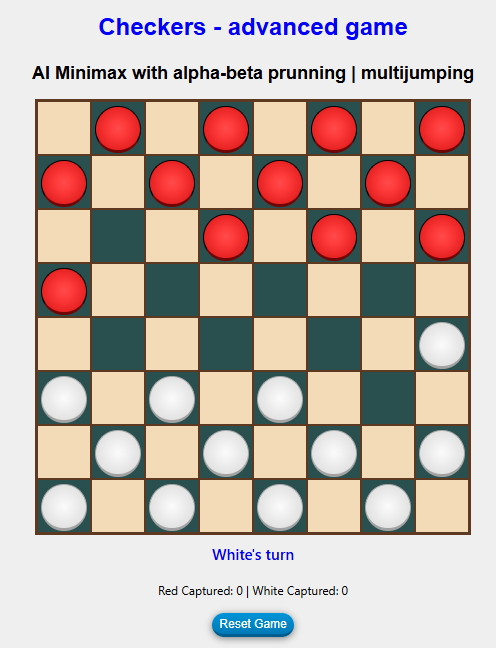 Checkers - advanced game
AI Minimax with alpha-beta prunning | multijumping
White's turn
Red Captured: 0 | White Captured: 0
Reset Game